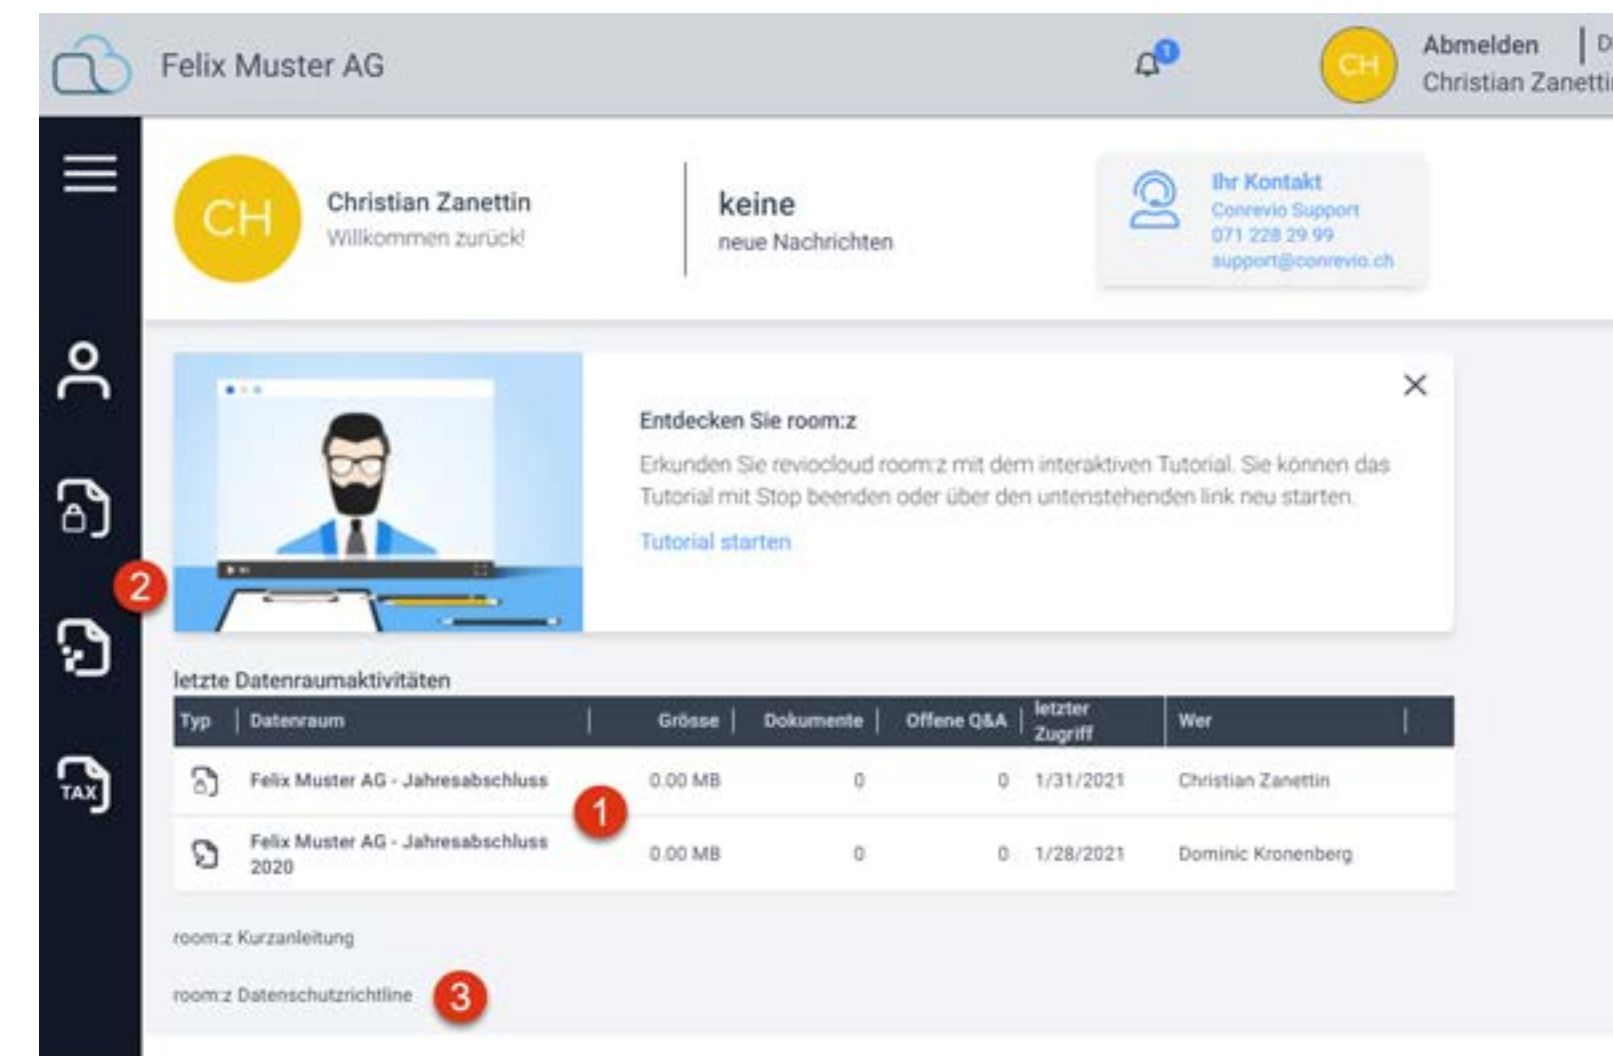 Felix Muster AG
1
CH
Abmelden
Christian Zanettin
CH
Christian Zanettin
Willkommen zurück!
keine
neue Nachrichten
Ihr Kontakt
Conrevio Support
071 228 29 99
support@conrevio.ch
Entdecken Sie room:z
Erkunden Sie reviocloud room:z mit dem interaktiven Tutorial. Sie können das
Tutorial mit Stop beenden oder über den untenstehenden link neu starten.
Tutorial starten
2
TAX
letzte Datenraumaktivitäten
Typ Datenraum Grösse Dokumente Offene Q&A letzter Zugriff Wer
Felix Muster AG - Jahresabschluss 0.00 MB 0 0 1/31/2021 Christian Zanettin
1
Felix Muster AG - Jahresabschluss 2020 0.00 MB 0 0 1/28/2021 Dominic Kronenberg
room:z Kurzanleitung
room:z Datenschutzrichtline
3